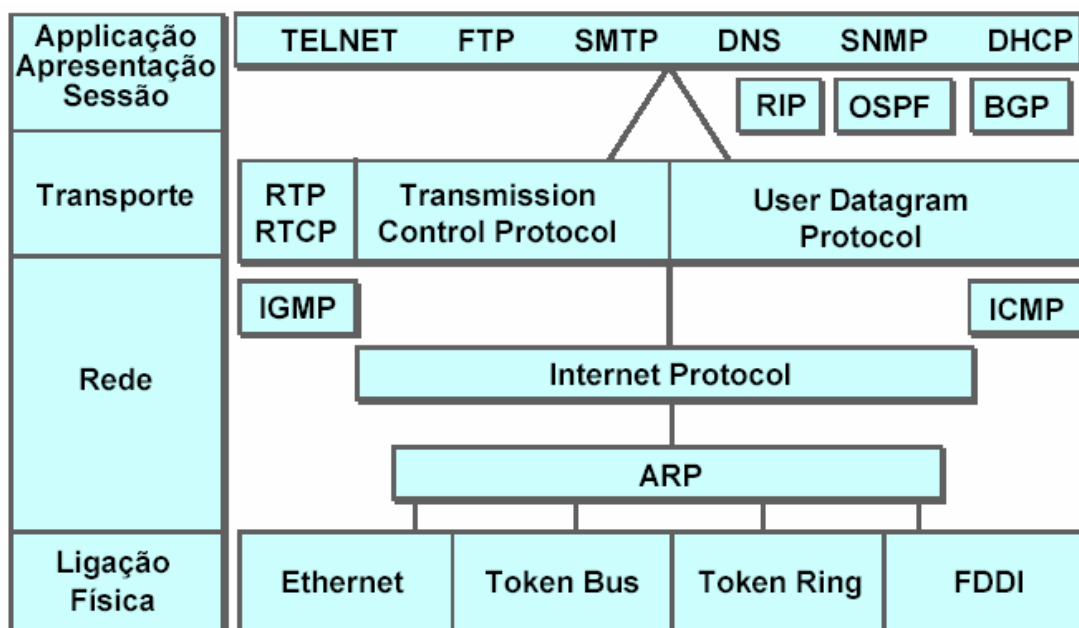 Applicação
Apresentação
Sessão
TELNET FTP SMTP DNS SNMP DHCP
RIP OSPF BGP
Transporte
RTP
RTCP
Transmission
Control Protocol
User Datagram
Protocol
Rede
IGMP
ICMP
Internet Protocol
ARP
Ligação
Física
Ethernet
Token Bus
Token Ring
FDDI